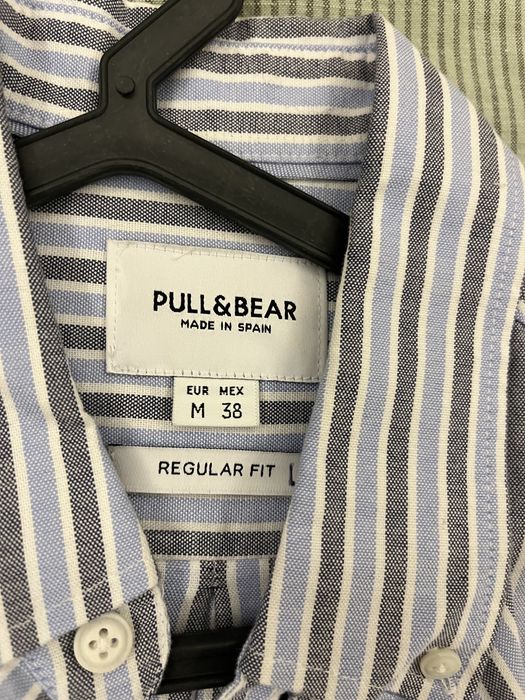 PULL&BEAR
MADE IN SPAIN
EUR MEX
M 38
REGULAR FIT